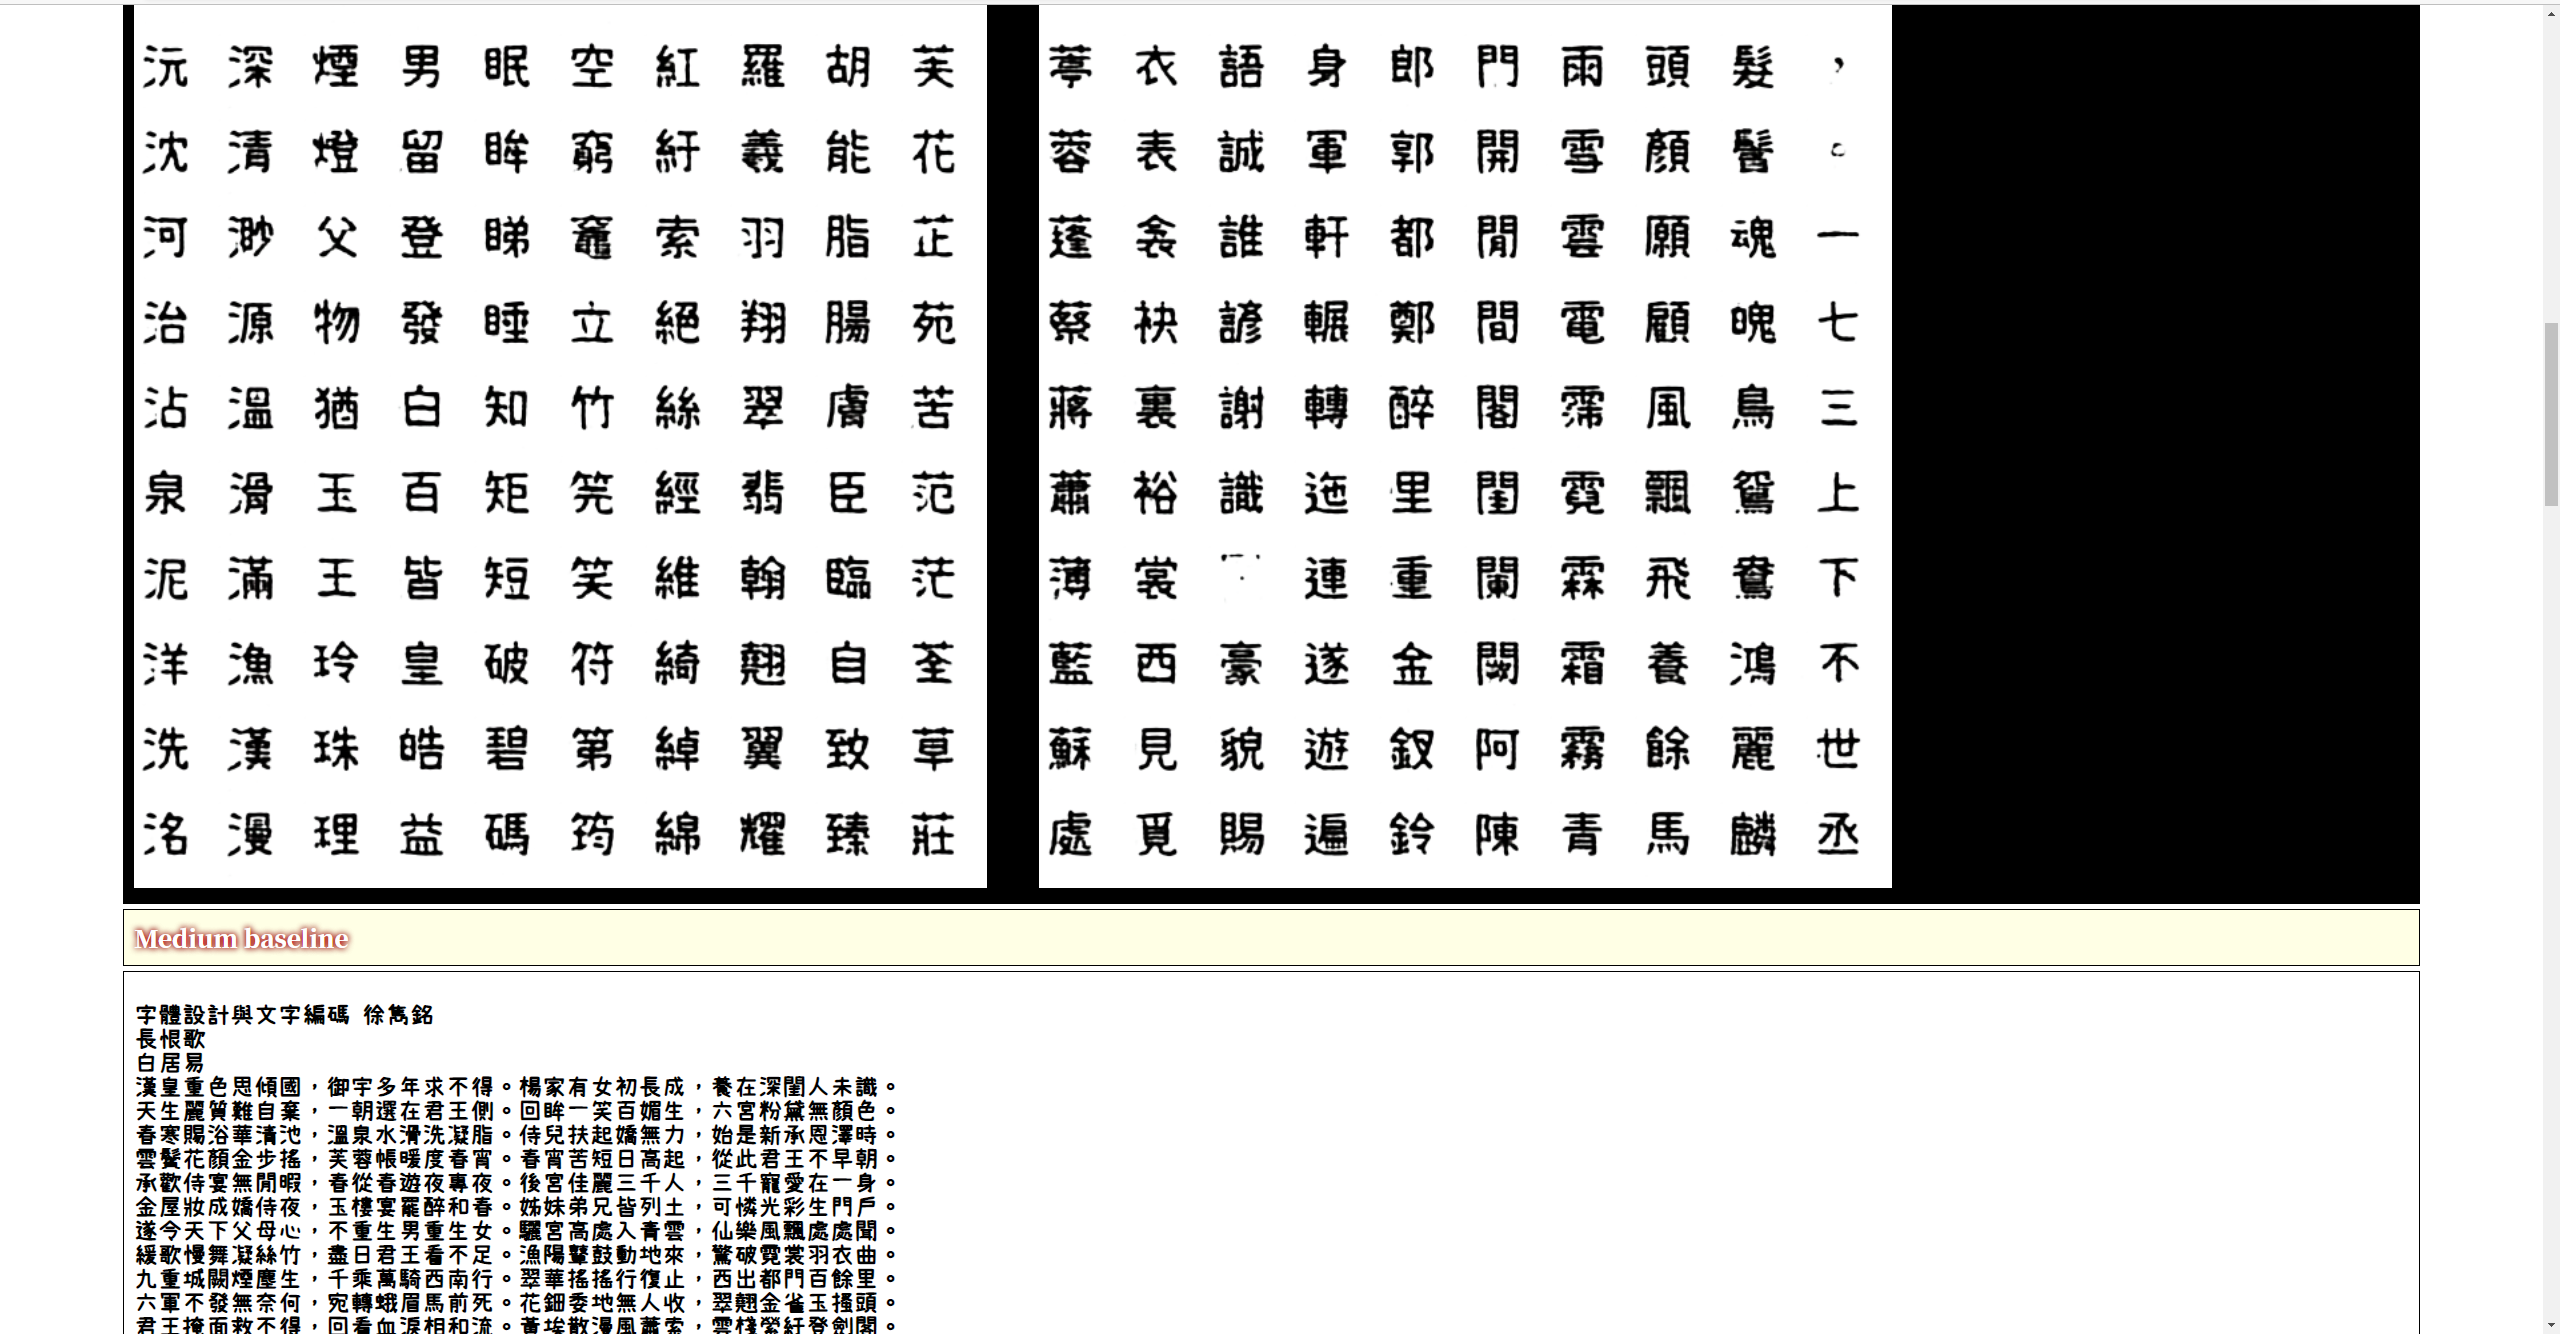 沅 深 煙 男 眠 空 紅 羅 胡 芙
沈 清 燈 留 眸 窮 紆 羲 能 花
河 渺 父 登 睇 竈 索 羽 脂 芷
治 源 物 發 睡 立 絕 翔 腸 苑
沾 溫 猶 白 知 竹 絲 翠 膚 苦
泉 滑 玉 百 矩 笎 經 翡 臣 范
泥 滿 王 皆 短 笑 維 翰 臨 茫
洋 漁 玲 皇 破 符 綺 翹 自 荃
洗 漢 珠 皓 碧 第 綽 翼 致 草
洺 漫 理 益 碼 筠 綿 耀 臻 莊
衣 語 身 郎 門 雨 頭 髮 ，
蓉 表 誠 軍 郭 開 雪 顏 鬢 。
蓬 衾 誰 軒 都 閒 雲 願 魂 一
蔡 袂 諺 輾 鄭 間 電 顧 魄 七
蔣 裏 謝 轉 醉 閣 霈 風 鳥 三
蕭 裕 識 迤 里 閨 霓 飄 鴛 上
薄 裳 連 重 闌 霖 飛 鴦 下
藍 西 豪 遂 金 闕 霜 養 鴻 不
蘇 見 貌 遊 釵 阿 霧 餘 麗 世
處 覓 賜 遍 鈴 陳 青 馬 麟 丞
Medium baseline
字體設計與文字編碼 徐雋銘
長恨歌
白居易
漢皇重色思傾國，御宇多年求不得。楊家有女初長成，養在深閨人未識。
天生麗質難自棄，一朝選在君王側。回眸一笑百媚生，六宮粉黛無顏色。
春寒賜浴華清池，溫泉水滑洗凝脂。侍兒扶起嬌無力，始是新承恩澤時。
雲鬢花顏金步搖，芙蓉帳暖度春宵。春宵苦短日高起，從此君王不早朝。
承歡侍宴無閒暇，春從春遊夜專夜。後宮佳麗三千人，三千寵愛在一身。
金屋妝成嬌侍夜，玉樓宴罷醉和春。姊妹弟兄皆列土，可憐光彩生門戶。
遂令天下父母心，不重生男重生女。驪宮高處入青雲，仙樂風飄處處聞。
緩歌慢舞凝絲竹，盡日君王看不足。漁陽鼙鼓動地來，驚破霓裳羽衣曲。
九重城闕煙塵生，千乘萬騎西南行。翠華搖搖行復止，西出都門百餘里。
六軍不發無奈何，宛轉蛾眉馬前死。花鈿委地無人收，翠翹金雀玉搔頭。
君王掩面救不得，回看血淚相和流。黃埃散漫風蕭索，雲棧縈紆登劍閣。